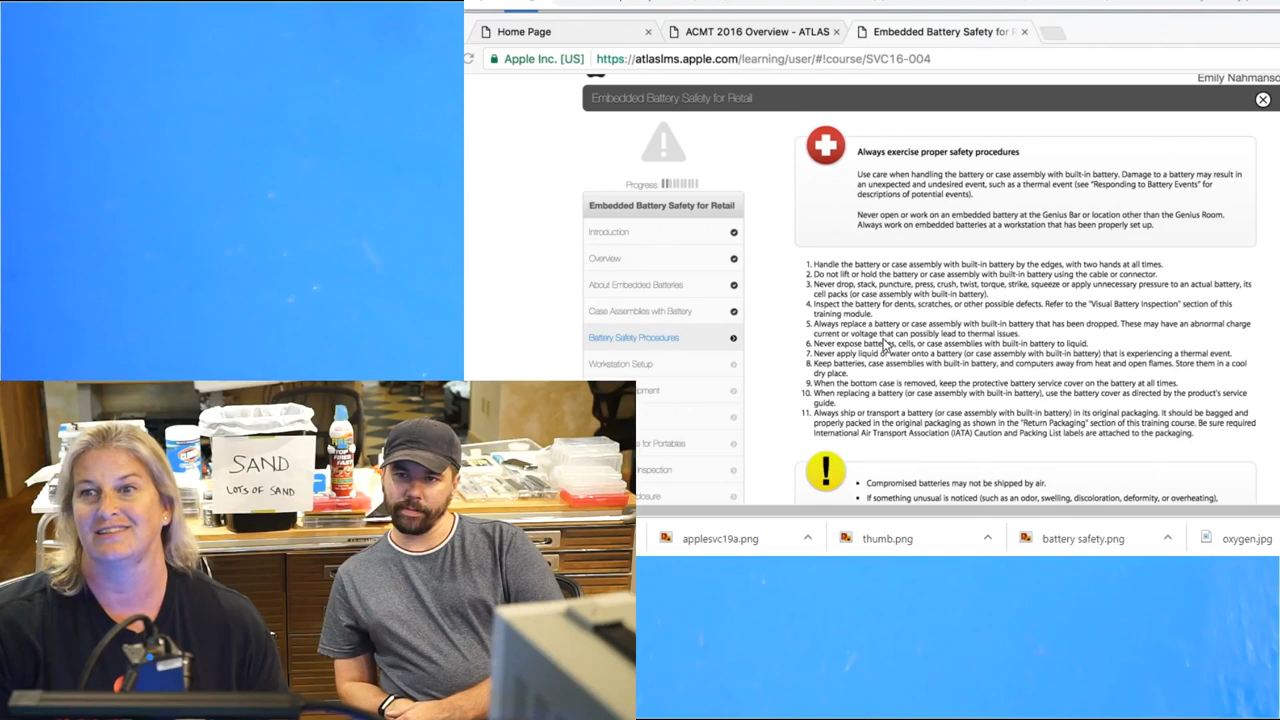 Home Page
ACMT 2016 Overview - ATLAS
Embedded Battery Safety for R
Apple Inc. [US]
https://atlaslms.apple.com/learning/user/#!course/SVC16-004
Emily Nahmanso
Embedded Battery Safety for Retail
Progress:
Embedded Battery Safety for Retail
Introduction
Overview
About Embedded Batteries
Case Assemblies with Battery
Battery Safety Procedures
Workstation Setup
pment
s for Portables
Inspection
closure
Always exercise proper safety procedures
Use care when handling the battery or case assembly with built-in battery. Damage to a battery may result in
an unexpected and undesired event, such as a thermal event (see "Responding to Battery Events" for
descriptions of potential events).
Never open or work on an embedded battery at the Genius Bar or location other than the Genius Room.
Always work on embedded batteries at a workstation that has been properly set up.
1. Handle the battery or case assembly with built-in battery by the edges, with two hands at all times.
2. Do not lift or hold the battery or case assembly with built-in battery using the cable or connector.
3. Never drop, stack, puncture, press, crush, twist, torque, strike, squeeze or apply unnecessary pressure to an actual battery, its
cell packs (or case assembly with built-in battery).
4. Inspect the battery for dents, scratches, or other possible defects. Refer to the "Visual Battery Inspection" section of this
training module.
5. Always replace a battery or case assembly with built-in battery that has been dropped. These may have an abnormal charge
current or voltage that can possibly lead to thermal issues.
6. Never expose batteries, cells, or case assemblies with built-in battery to liquid.
7. Never apply liquid or water onto a battery (or case assembly with built-in battery) that is experiencing a thermal event.
8. Keep batteries, case assembly with built-in battery, and computers away from heat and open flames. Store them in a cool
dry place.
9. When the bottom case is removed, keep the protective battery service cover on the battery at all times.
10. When replacing a battery (or case assembly with built-in battery), use the battery cover as directed by the product's service
guide.
11. Always ship or transport a battery (or case assembly with built-in battery) in its original packaging. It should be bagged and
properly packed in the original packaging as shown in the "Return Packaging" section of this training course. Be sure required
International Air Transport Association (IATA) Caution and Packing List labels are attached to the packaging.
• Compromised batteries may not be shipped by air.
• If something unusual is noticed (such as an odor, swelling, discoloration, deformity, or overheating),
applesvc19a.png
thumb.png
battery safety.png
oxygen.jpg
SAND
LOTS OF SAND
STOP
FIRES
FAST